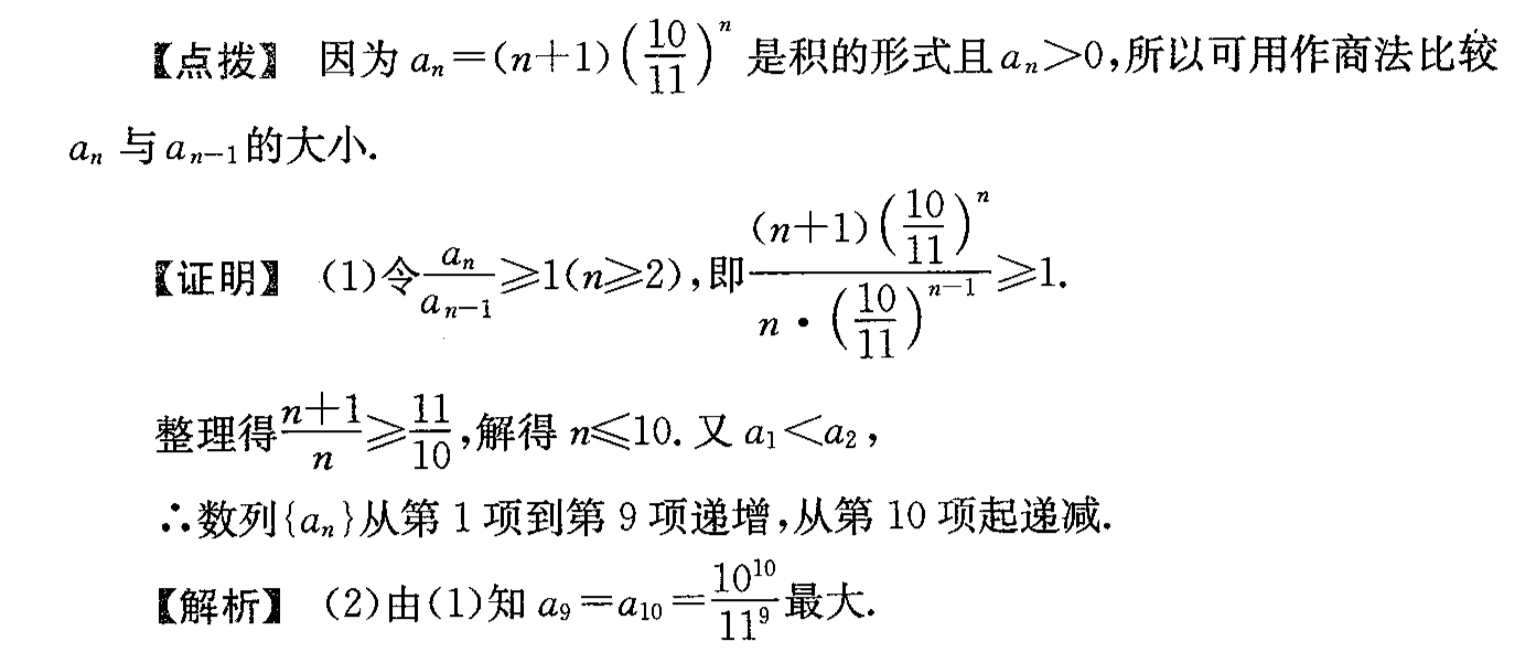 【点拨】 因为 $a_n=(n+1)\left(\frac{10}{11}\right)^n$ 是积的形式且 $a_n>0$,所以可用作商法比较
$a_n$ 与 $a_{n-1}$ 的大小.
【证明】 (1)令$\frac{a_n}{a_{n-1}}\geqslant 1(n\geqslant 2)$,即$\frac{(n+1)\left(\frac{10}{11}\right)^n}{n\cdot\left(\frac{10}{11}\right)^{n-1}}\geqslant 1$.
整理得$\frac{n+1}{n}\geqslant\frac{11}{10}$,解得 $n\leqslant 10$. 又 $a_1<a_2$,
∴数列$\{a_n\}$从第 1 项到第 9 项递增,从第 10 项起递减.
【解析】 (2)由(1)知 $a_9=a_{10}=\frac{10^{10}}{11^9}$最大.